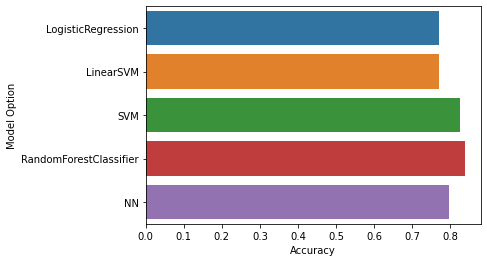 Model Option
LogisticRegression
LinearSVM
SVM
RandomForestClassifier
NN
0.0 0.1 0.2 0.3 0.4 0.5 0.6 0.7 0.8
Accuracy